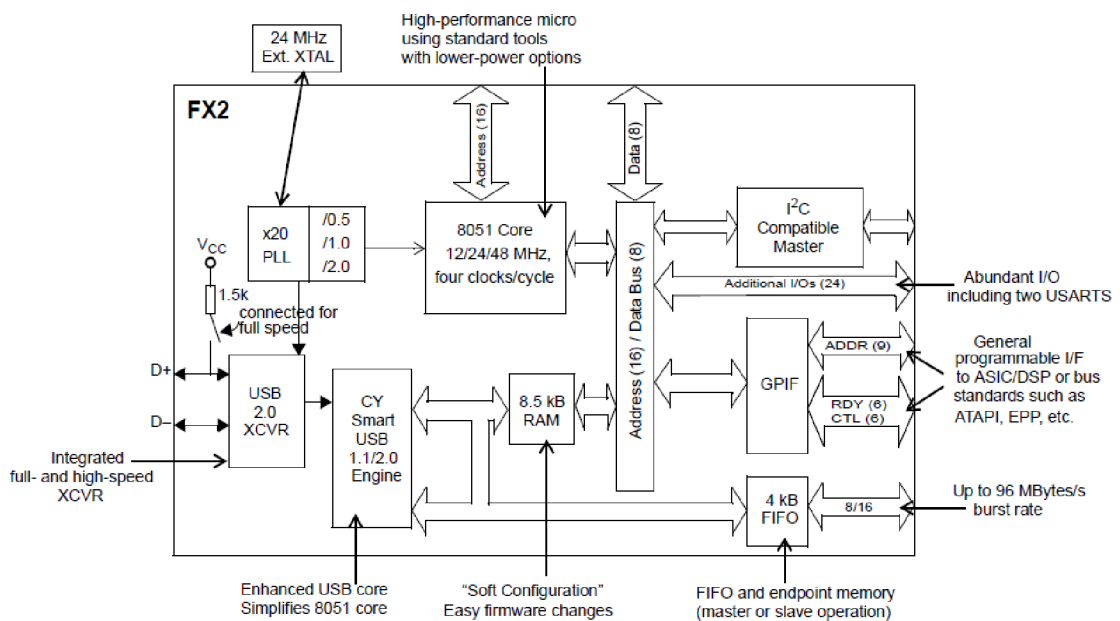 High-performance micro
using standard tools
with lower-power options
24 MHz
Ext. XTAL
FX2
Address (16)
Data (8)
x20
PLL
/0.5
/1.0
/2.0
8051 Core
12/24/48 MHz,
four clocks/cycle
I²C
Compatible
Master
VCC
1.5k
connected for
full speed
Address (16) / Data Bus (8)
Additional I/Os (24)
Abundant I/O
including two USARTS
D+
D–
USB
2.0
XCVR
CY
Smart
USB
1.1/2.0
Engine
8.5 kB
RAM
GPIF
ADDR (9)
RDY (6)
CTL (6)
General
programmable I/F
to ASIC/DSP or bus
standards such as
ATAPI, EPP, etc.
Integrated
full- and high-speed
XCVR
4 kB
FIFO
8/16
Up to 96 MBytes/s
burst rate
Enhanced USB core
Simplifies 8051 core
“Soft Configuration”
Easy firmware changes
FIFO and endpoint memory
(master or slave operation)